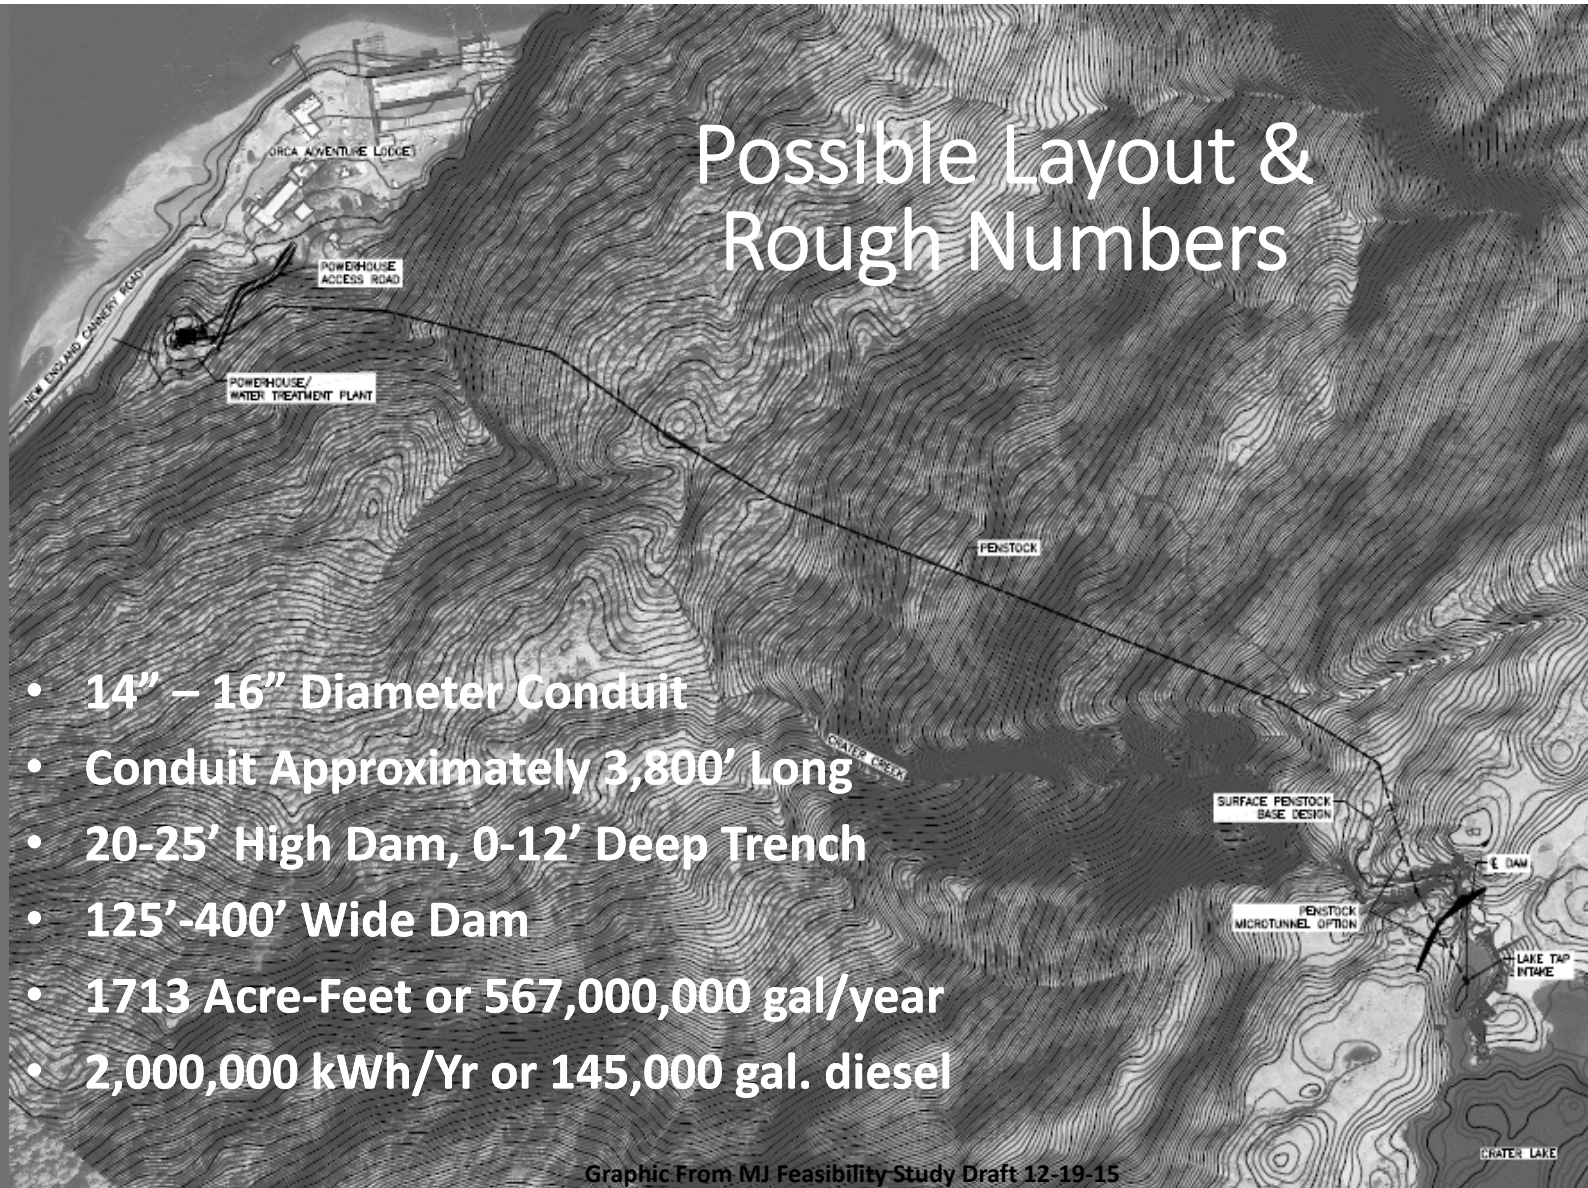 Possible Layout &
Rough Numbers
ORCA ADVENTURE LODGE
POWERHOUSE
ACCESS ROAD
NEW ENGLAND CANNERY ROAD
POWERHOUSE/
WATER TREATMENT PLANT
PENSTOCK
• 14” – 16” Diameter Conduit
• Conduit Approximately 3,800’ Long
• 20-25’ High Dam, 0-12’ Deep Trench
• 125’-400’ Wide Dam
• 1713 Acre-Feet or 567,000,000 gal/year
• 2,000,000 kWh/Yr or 145,000 gal. diesel
CRATER CREEK
SURFACE PENSTOCK
BASE DESIGN
℄ DAM
PENSTOCK
MICROTUNNEL OPTION
LAKE TAP
INTAKE
CRATER LAKE
Graphic From MJ Feasibility Study Draft 12-19-15